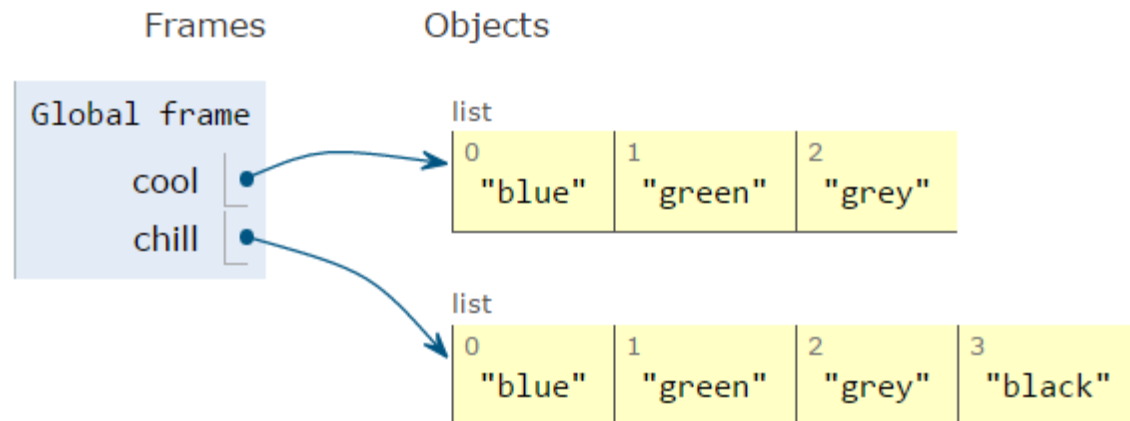 Frames Objects
Global frame
list
0 1 2
cool "blue" "green" "grey"
chill
list
0 1 2 3
"blue" "green" "grey" "black"